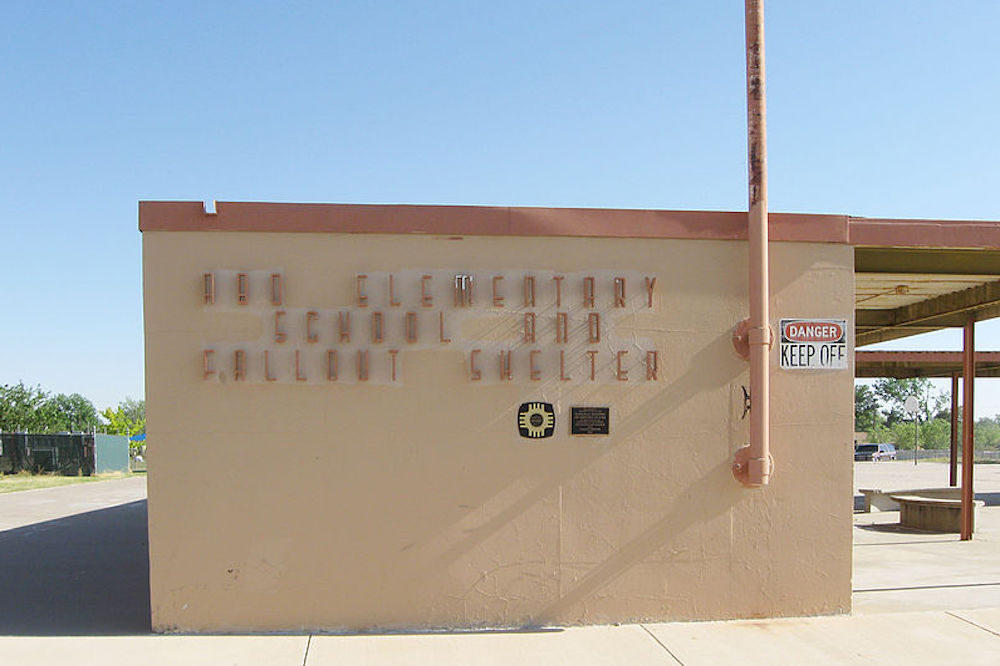 ABO ELEMENTARY
SCHOOL AND
FALLOUT SHELTER
DANGER
KEEP OFF